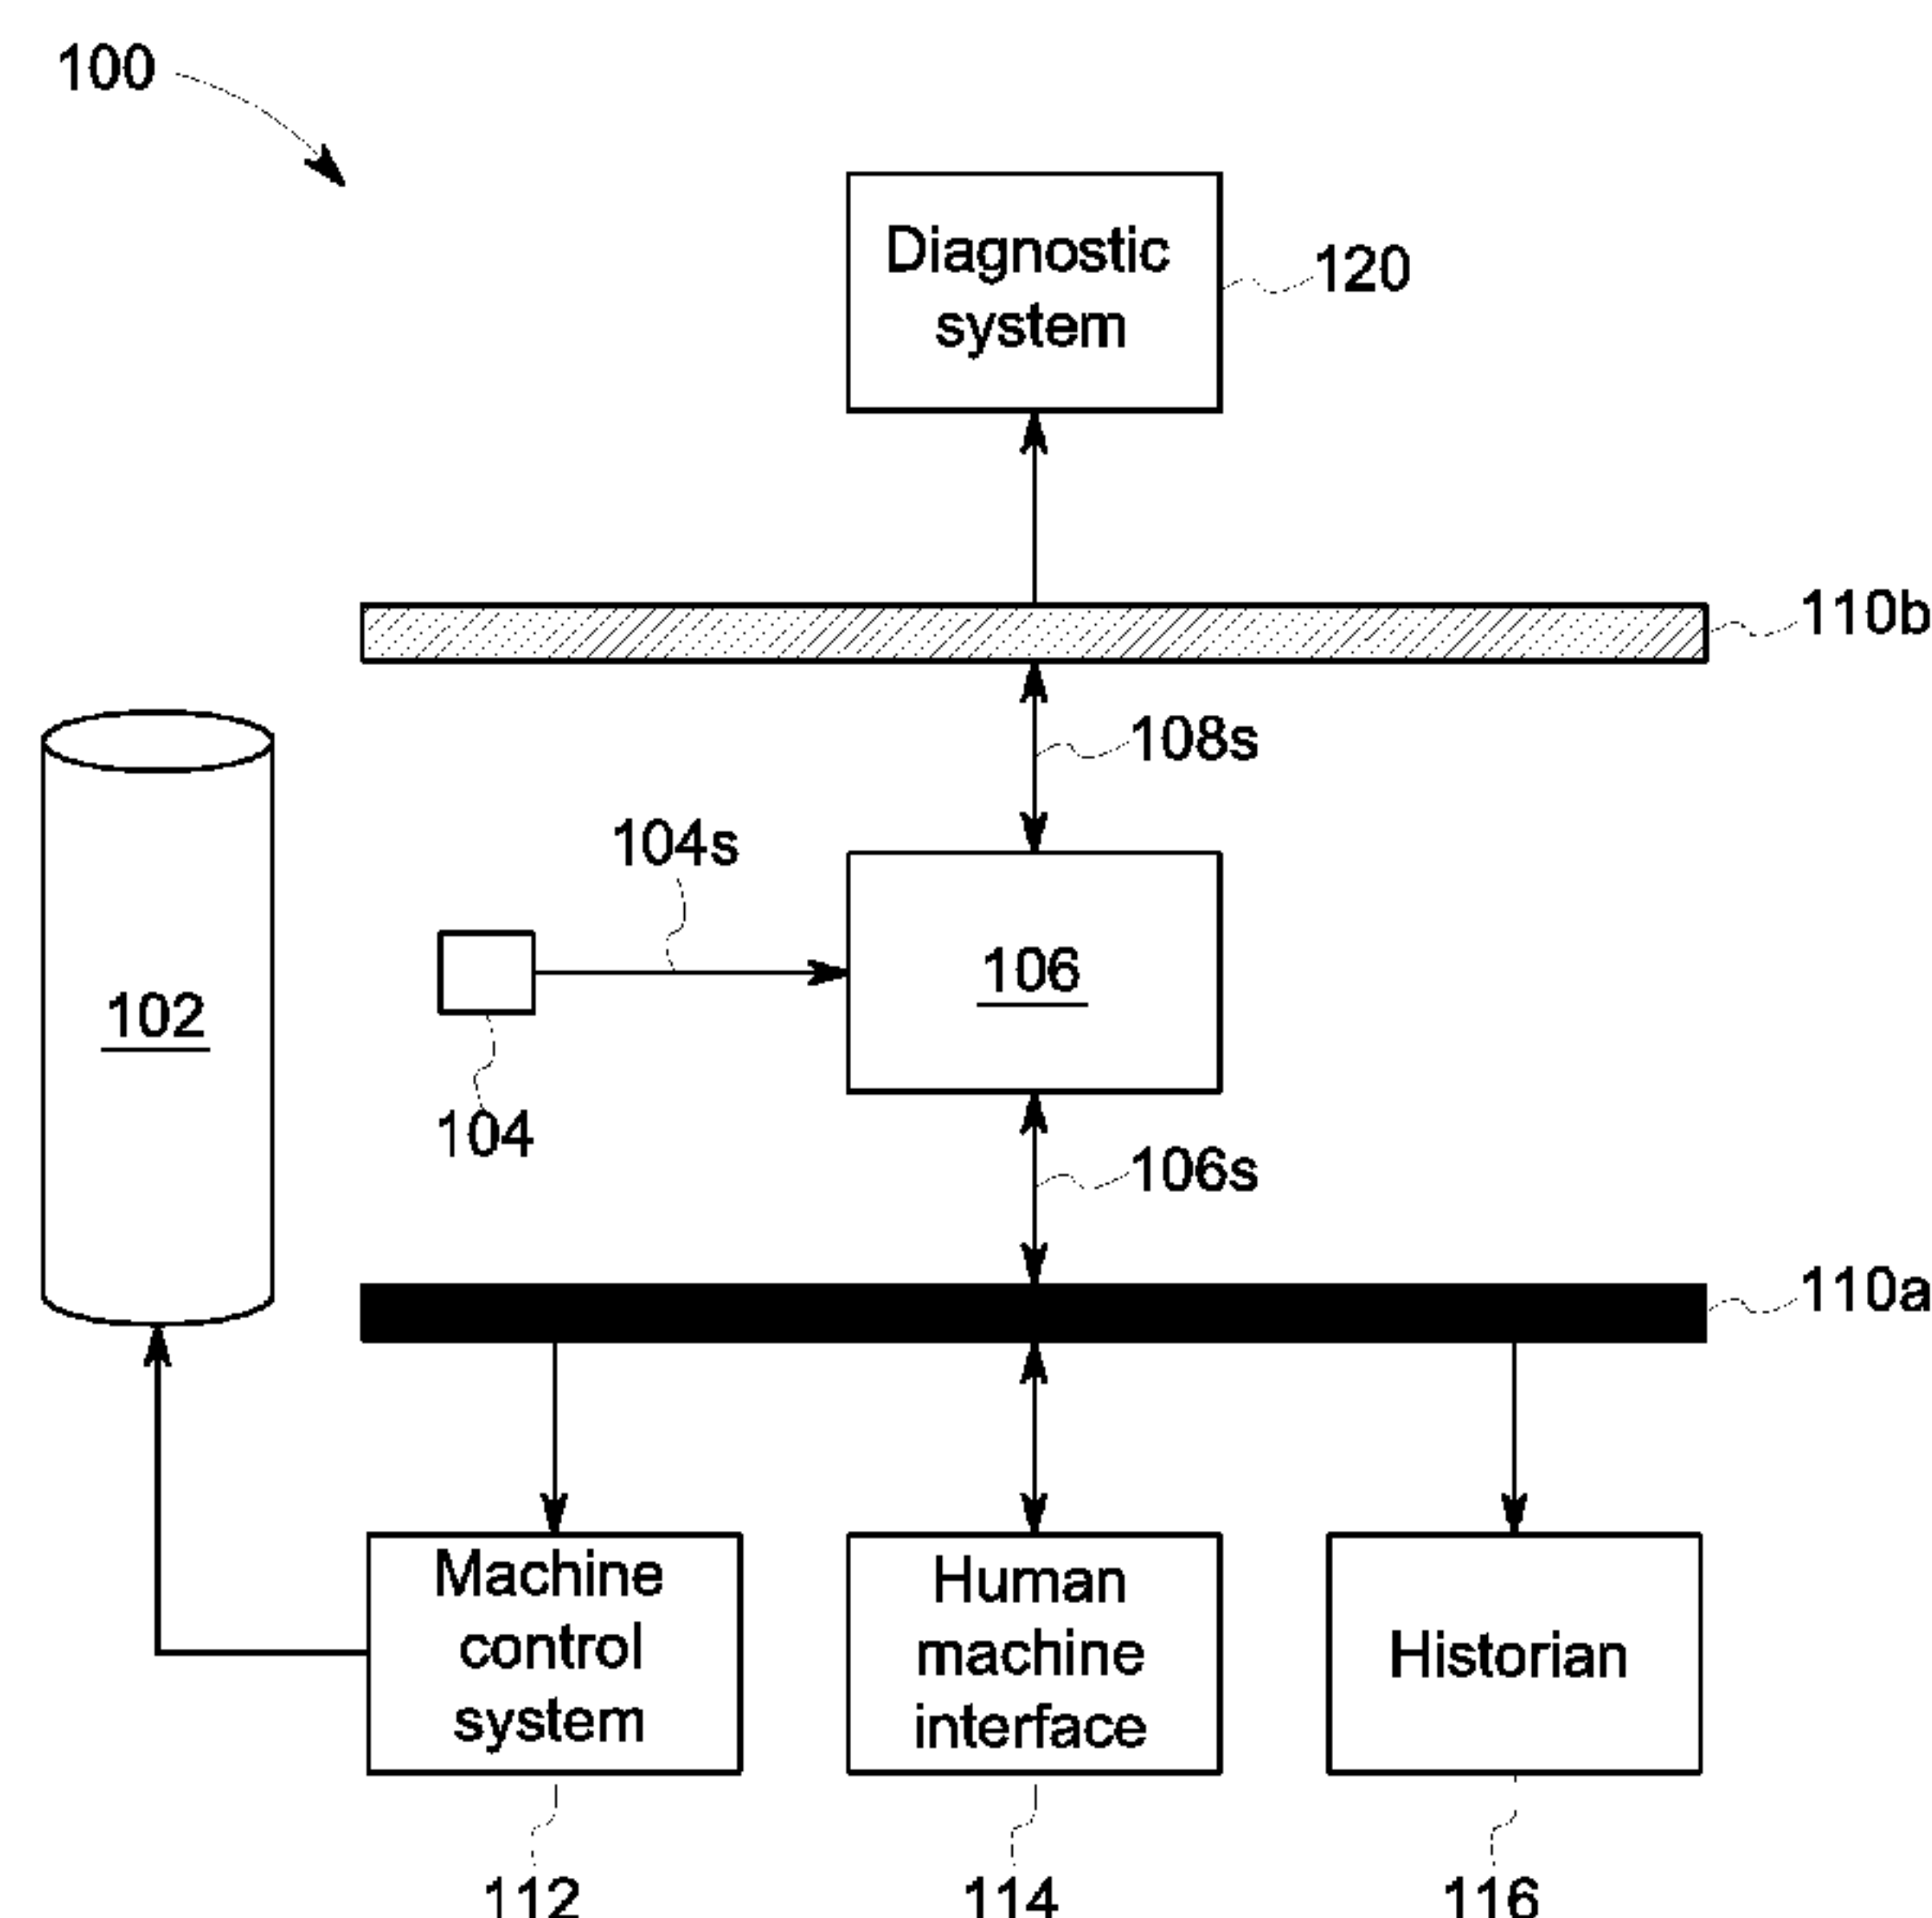 100
Diagnostic
system
120
110b
108s
104s
106
102
104
106s
110a
Machine
control
system
Human
machine
interface
Historian
112
114
116